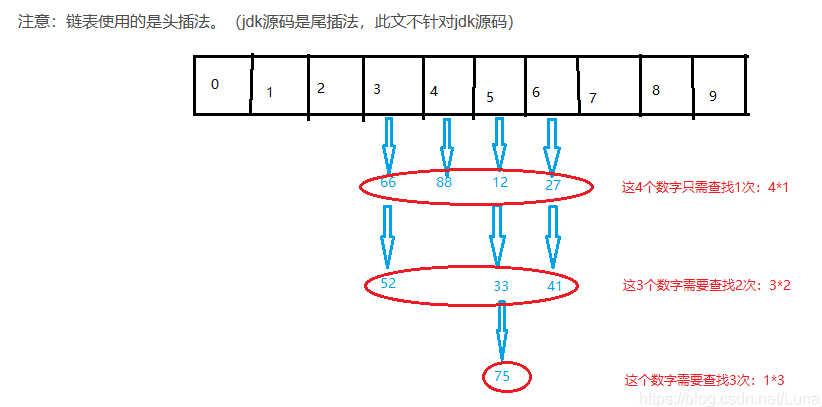 注意：链表使用的是头插法。（jdk源码是尾插法，此文不针对jdk源码）
0 1 2 3 4 5 6 7 8 9
66 88 12 27 这4个数字只需查找1次：4*1
52 33 41 这3个数字需要查找2次：3*2
75 这个数字需要查找3次：1*3
https://blog.csdn.net/Luna_